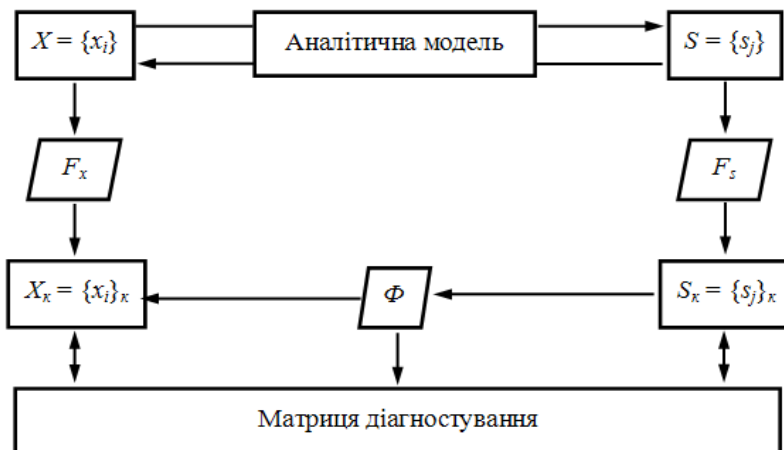 X = {xᵢ}
Аналітична модель
S = {sⱼ}
Fₓ
Fₛ
Xк = {xᵢ}к
Ф
Sк = {sⱼ}к
Матриця діагностування